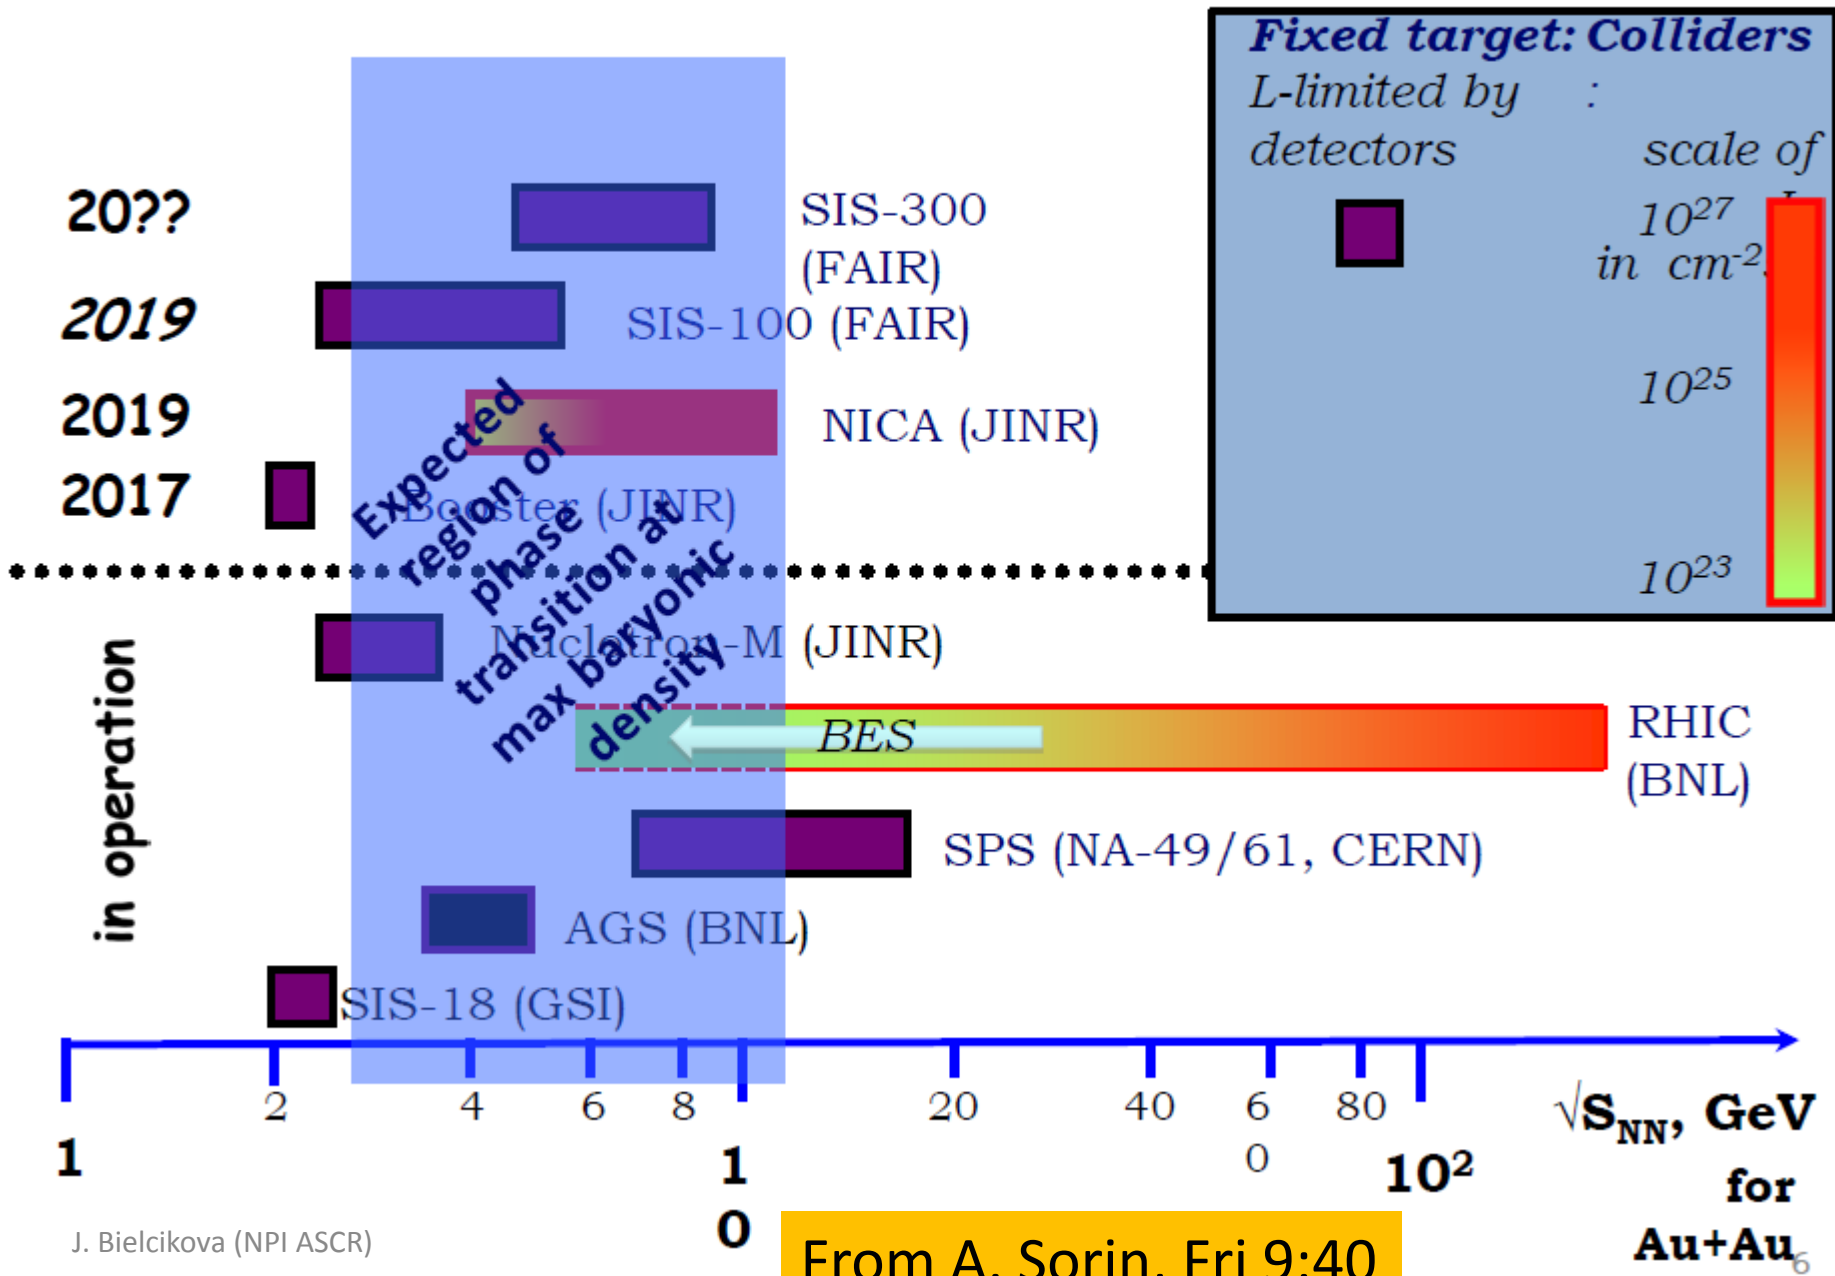 Fixed target: Colliders
L-limited by :
detectors scale of
10²⁷
in cm⁻²
10²⁵
10²³
20??
SIS-300
(FAIR)
2019
SIS-100 (FAIR)
2019
NICA (JINR)
2017
Booster (JINR)
Expected
region of
phase
transition at
max baryonic
density
in operation
Nuclotron-M (JINR)
BES
RHIC
(BNL)
SPS (NA-49/61, CERN)
AGS (BNL)
SIS-18 (GSI)
2 4 6 8 20 40 6
0 80
1 1
0 10²
√S_NN, GeV
for
Au+Au
J. Bielcikova (NPI ASCR)
From A. Sorin, Fri 9:40
6